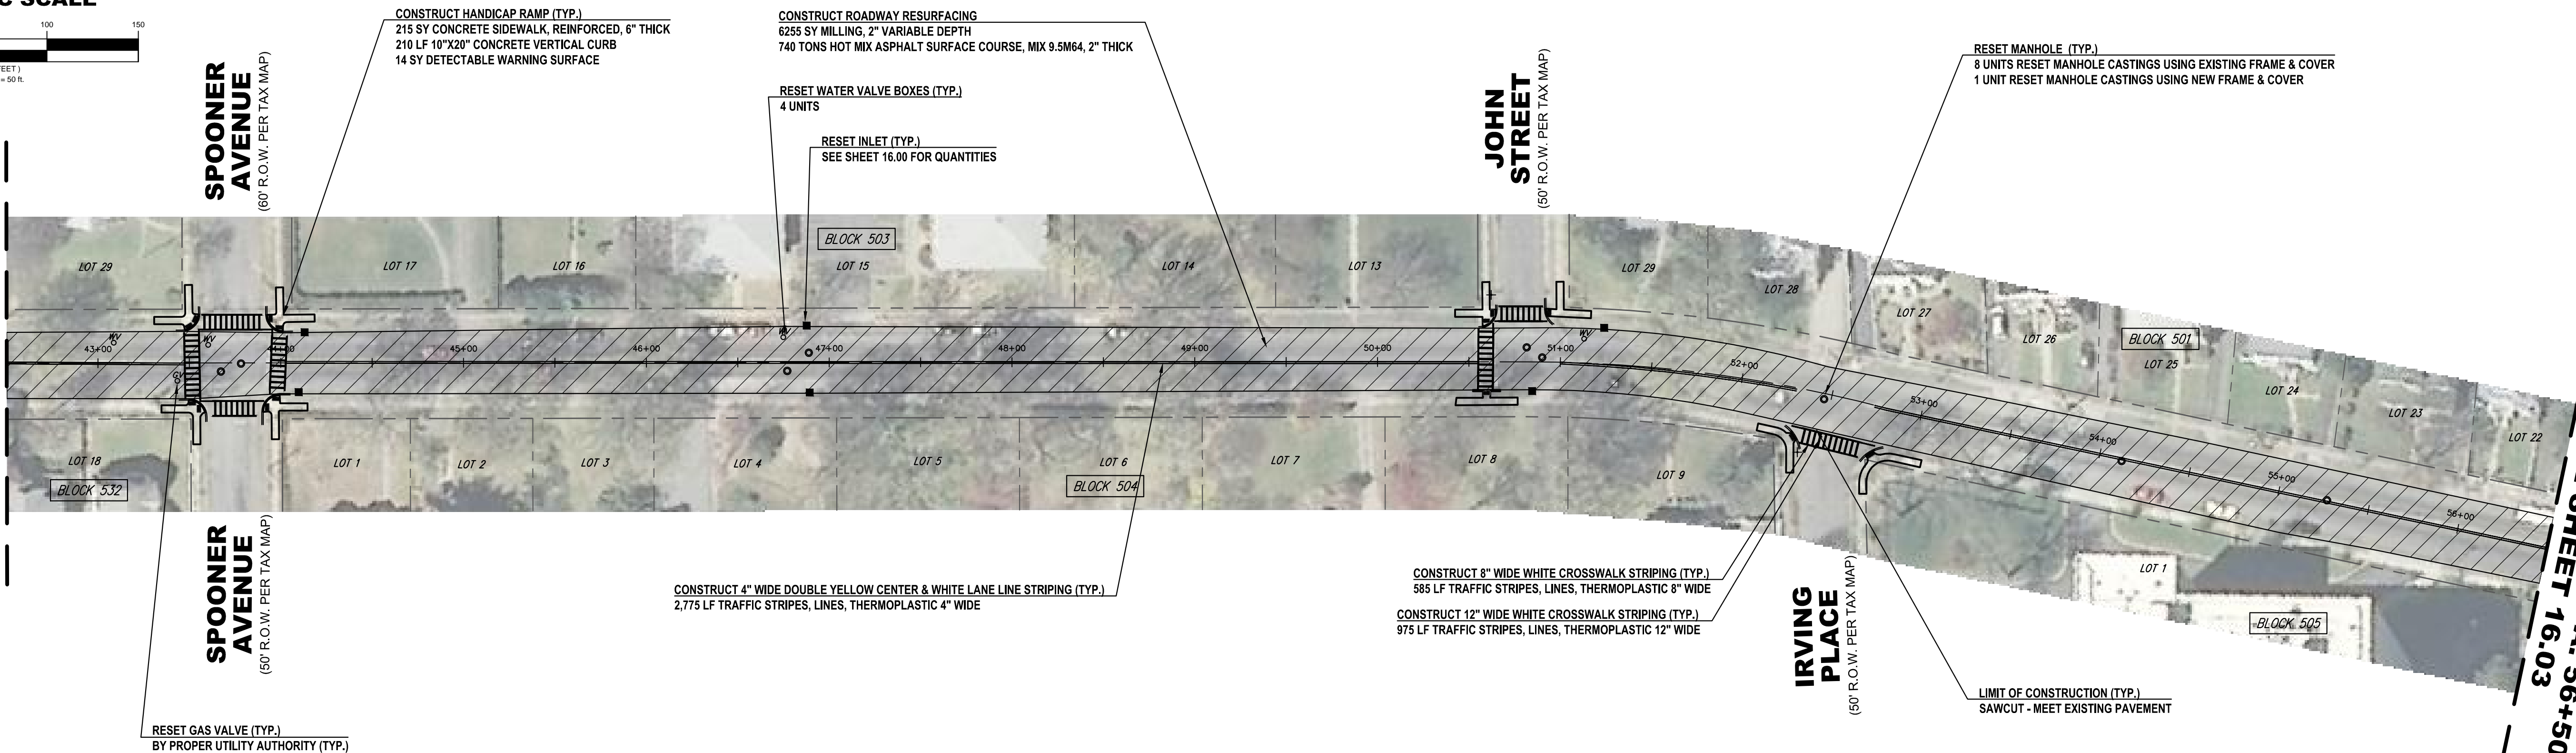 C SCALE
100
150
EET )
= 50 ft.
CONSTRUCT HANDICAP RAMP (TYP.)
215 SY CONCRETE SIDEWALK, REINFORCED, 6" THICK
210 LF 10"X20" CONCRETE VERTICAL CURB
14 SY DETECTABLE WARNING SURFACE
CONSTRUCT ROADWAY RESURFACING
6255 SY MILLING, 2" VARIABLE DEPTH
740 TONS HOT MIX ASPHALT SURFACE COURSE, MIX 9.5M64, 2" THICK
RESET WATER VALVE BOXES (TYP.)
4 UNITS
RESET INLET (TYP.)
SEE SHEET 16.00 FOR QUANTITIES
RESET MANHOLE (TYP.)
8 UNITS RESET MANHOLE CASTINGS USING EXISTING FRAME & COVER
1 UNIT RESET MANHOLE CASTINGS USING NEW FRAME & COVER
SPOONER
AVENUE
(60' R.O.W. PER TAX MAP)
JOHN
STREET
(50' R.O.W. PER TAX MAP)
BLOCK 503
LOT 29
LOT 17
LOT 16
LOT 15
LOT 14
LOT 13
LOT 29
LOT 28
LOT 27
LOT 26
BLOCK 501
LOT 25
LOT 24
LOT 23
LOT 22
WV
WV
WV
WV
GV
43+00
45+00
46+00
47+00
48+00
49+00
50+00
51+00
52+00
53+00
54+00
55+00
56+00
LOT 18
BLOCK 532
LOT 1
LOT 2
LOT 3
LOT 4
LOT 5
LOT 6
BLOCK 504
LOT 7
LOT 8
LOT 9
LOT 1
BLOCK 505
SPOONER
AVENUE
(50' R.O.W. PER TAX MAP)
IRVING
PLACE
(50' R.O.W. PER TAX MAP)
CONSTRUCT 4" WIDE DOUBLE YELLOW CENTER & WHITE LANE LINE STRIPING (TYP.)
2,775 LF TRAFFIC STRIPES, LINES, THERMOPLASTIC 4" WIDE
CONSTRUCT 8" WIDE WHITE CROSSWALK STRIPING (TYP.)
585 LF TRAFFIC STRIPES, LINES, THERMOPLASTIC 8" WIDE
CONSTRUCT 12" WIDE WHITE CROSSWALK STRIPING (TYP.)
975 LF TRAFFIC STRIPES, LINES, THERMOPLASTIC 12" WIDE
LIMIT OF CONSTRUCTION (TYP.)
SAWCUT - MEET EXISTING PAVEMENT
RESET GAS VALVE (TYP.)
BY PROPER UTILITY AUTHORITY (TYP.)
56+50
SHEET 16.03